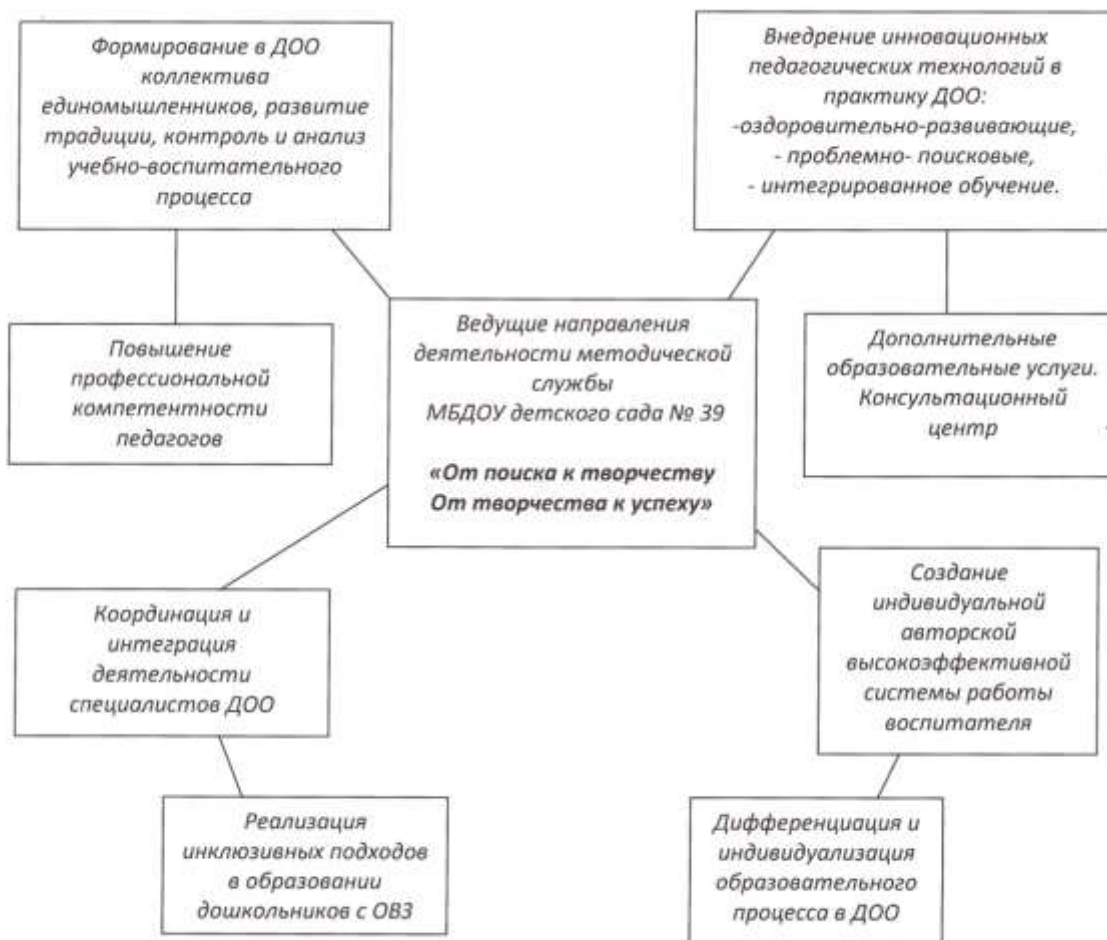 Формирование в ДОО
коллектива
единомышленников, развитие
традиции, контроль и анализ
учебно-воспитательного
процесса
Внедрение инновационных
педагогических технологий в
практику ДОО:
-оздоровительно-развивающие,
- проблемно- поисковые,
- интегрированное обучение.
Повышение
профессиональной
компетентности
педагогов
Ведущие направления
деятельности методической
службы
МБДОУ детского сада № 39
«От поиска к творчеству
От творчества к успеху»
Дополнительные
образовательные услуги.
Консультационный
центр
Координация и
интеграция
деятельности
специалистов ДОО
Создание
индивидуальной
авторской
высокоэффективной
системы работы
воспитателя
Реализация
инклюзивных подходов
в образовании
дошкольников с ОВЗ
Дифференциация и
индивидуализация
образовательного
процесса в ДОО